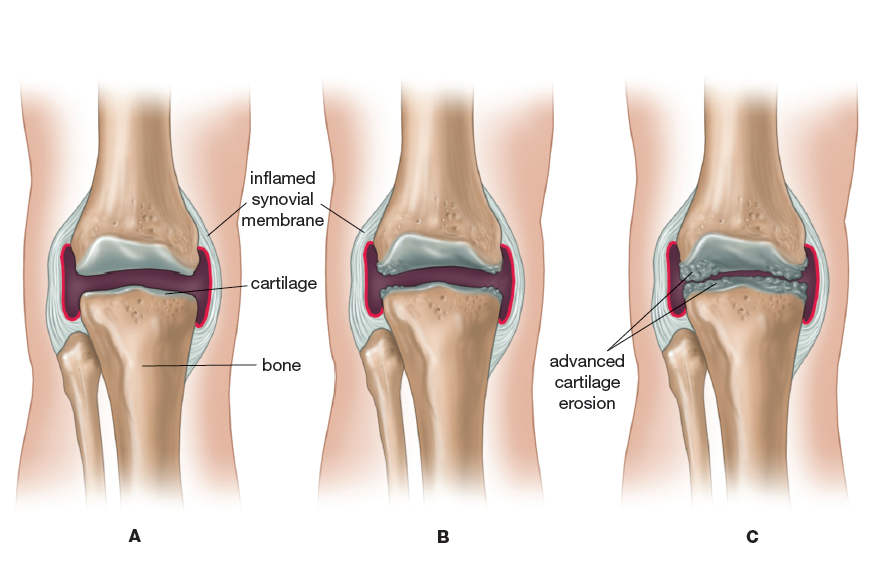 inflamed
synovial
membrane
cartilage
bone
advanced
cartilage
erosion
A
B
C